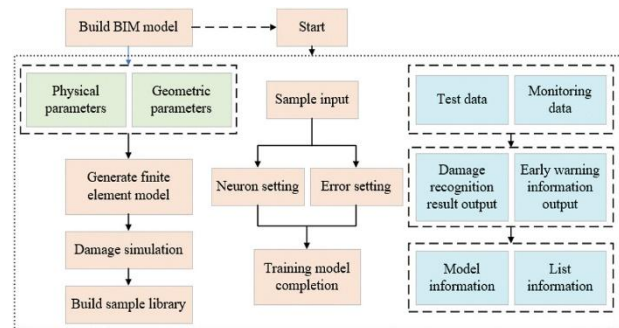 Build BIM model
Start
Physical
parameters
Geometric
parameters
Generate finite
element model
Damage simulation
Build sample library
Sample input
Neuron setting
Error setting
Training model
completion
Test data
Monitoring
data
Damage
recognition
result output
Early warning
information
output
Model
information
List
information